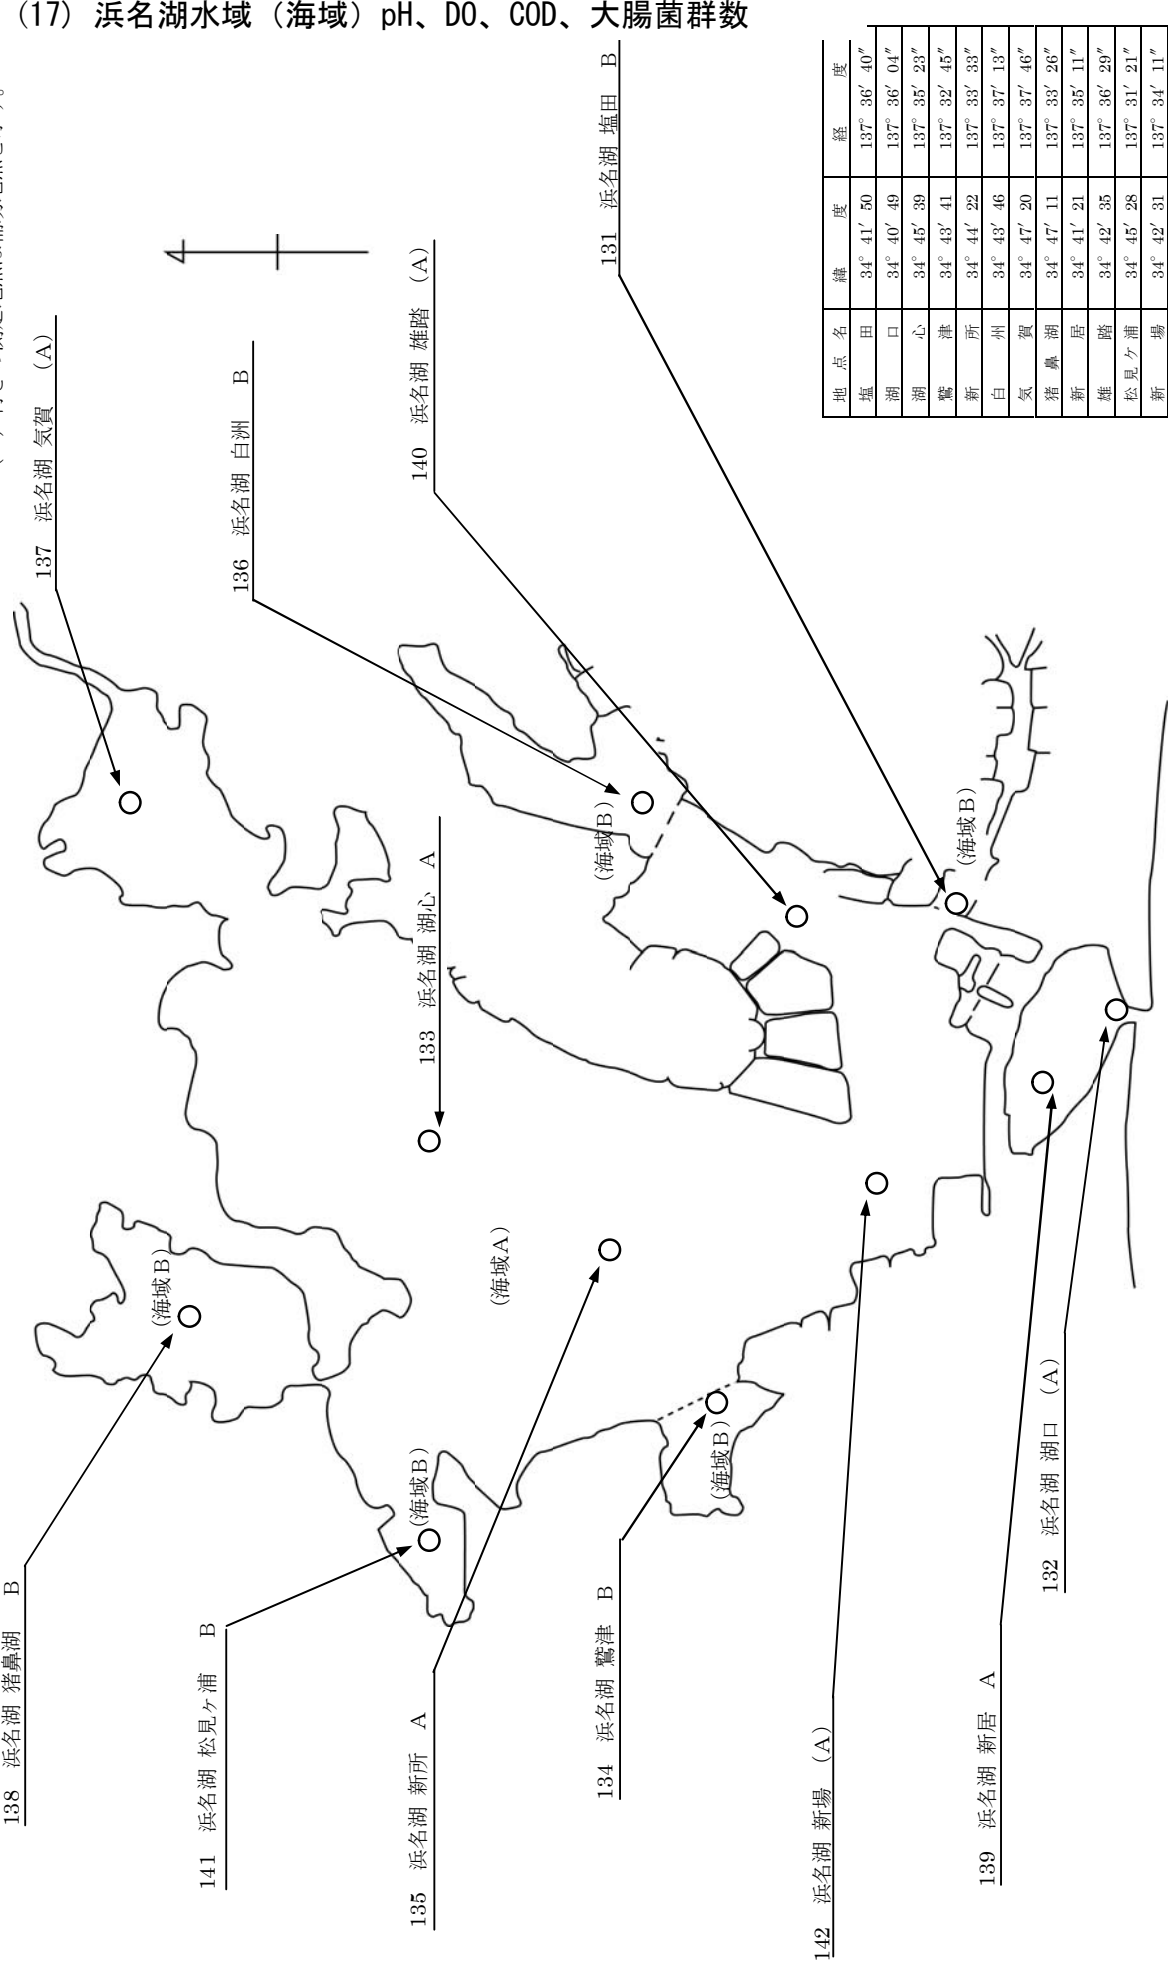 (17) 浜名湖水域（海域）pH、DO、COD、大腸菌群数
137 浜名湖 気賀 (A)
136 浜名湖 白洲 B
140 浜名湖 雄踏 (A)
131 浜名湖 塩田 B
133 浜名湖 湖心 A
138 浜名湖 猪鼻湖 B
141 浜名湖 松見ヶ浦 B
135 浜名湖 新所 A
134 浜名湖 鷲津 B
142 浜名湖 新場 (A)
139 浜名湖 新居 A
132 浜名湖 湖口 (A)
(海域B)
(海域B)
(海域B)
(海域A)
(海域B)
(海域B)
地点名 緯度 経度
塩田 34° 41′ 50 137° 36′ 40″
湖口 34° 40′ 49 137° 36′ 04″
湖心 34° 45′ 39 137° 35′ 23″
鷲津 34° 43′ 41 137° 32′ 45″
新所 34° 44′ 22 137° 33′ 33″
白州 34° 43′ 46 137° 37′ 13″
気賀 34° 47′ 20 137° 37′ 46″
猪鼻湖 34° 47′ 11 137° 33′ 26″
新居 34° 41′ 21 137° 35′ 11″
雄踏 34° 42′ 35 137° 36′ 29″
松見ヶ浦 34° 45′ 28 137° 31′ 21″
新場 34° 42′ 31 137° 34′ 11″